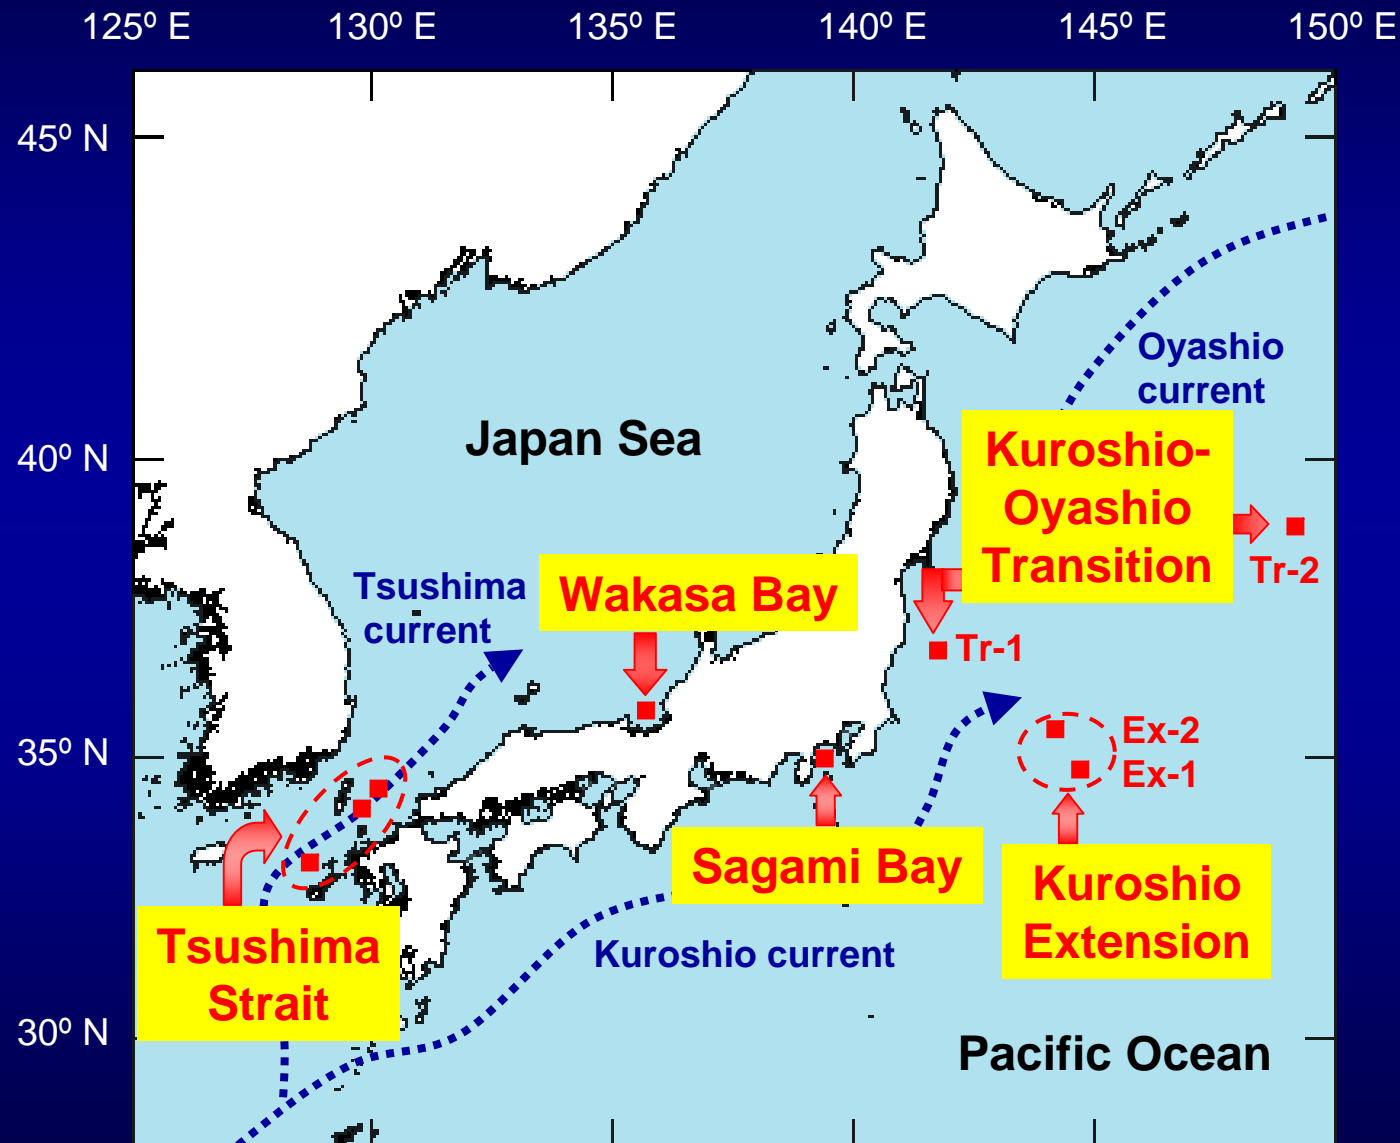 125º E 130º E 135º E 140º E 145º E 150º E
45º N
Oyashio
current
40º N
Japan Sea
Kuroshio-
Oyashio
Transition
Tr-2
Tsushima
current
Wakasa Bay
Tr-1
35º N
Ex-2
Ex-1
Sagami Bay
Kuroshio
Extension
Tsushima
Strait
Kuroshio current
30º N
Pacific Ocean